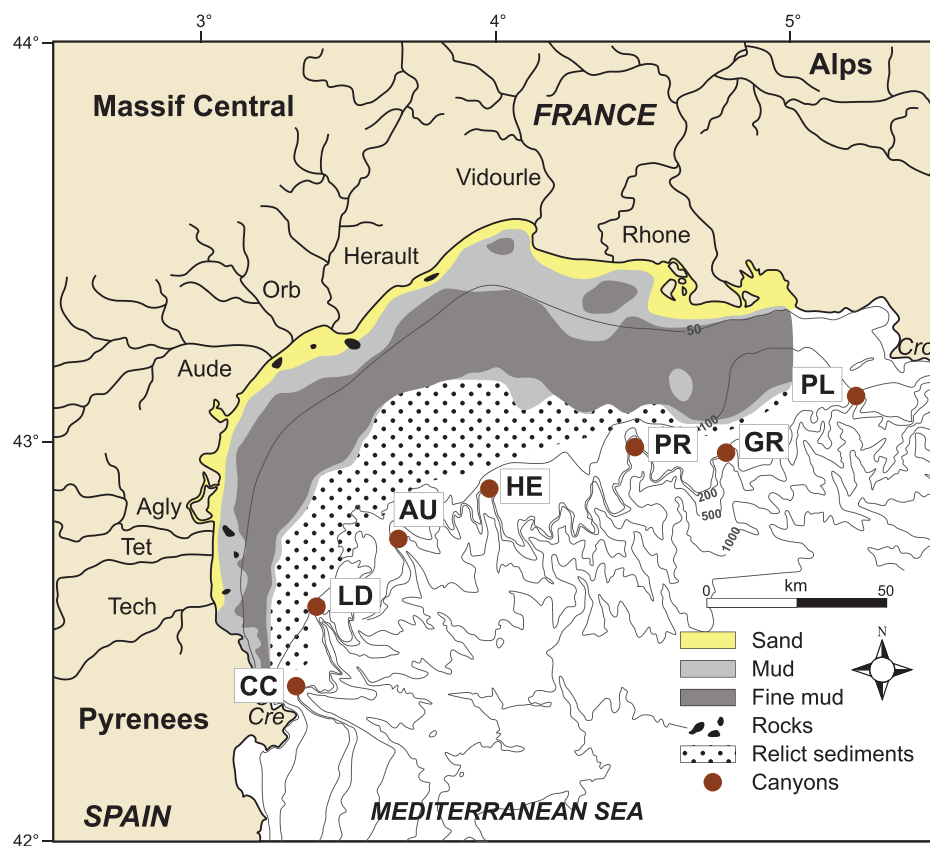 3°
4°
5°
44°
Alps
Massif Central
FRANCE
Vidourle
Rhone
Herault
Orb
50
Cro
Aude
PL
43°
100
PR
GR
HE
200
Agly
AU
500
Tet
1000
km
0
50
LD
Tech
Sand
N
Mud
CC
Fine mud
Cre
Pyrenees
Rocks
Relict sediments
Canyons
SPAIN
MEDITERRANEAN SEA
42°